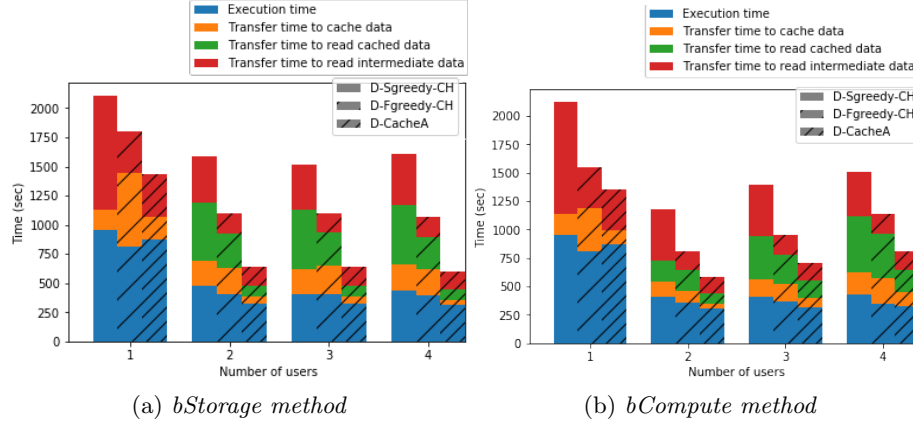 Execution time
Transfer time to cache data
Transfer time to read cached data
Transfer time to read intermediate data
D-Sgreedy-CH
D-Fgreedy-CH
D-CacheA
2000
1750
1500
1250
1000
750
500
250
0
Time (sec)
1 2 3 4
Number of users
(a) bStorage method
Execution time
Transfer time to cache data
Transfer time to read cached data
Transfer time to read intermediate data
D-Sgreedy-CH
D-Fgreedy-CH
D-CacheA
2000
1750
1500
1250
1000
750
500
250
0
Time (sec)
1 2 3 4
Number of users
(b) bCompute method